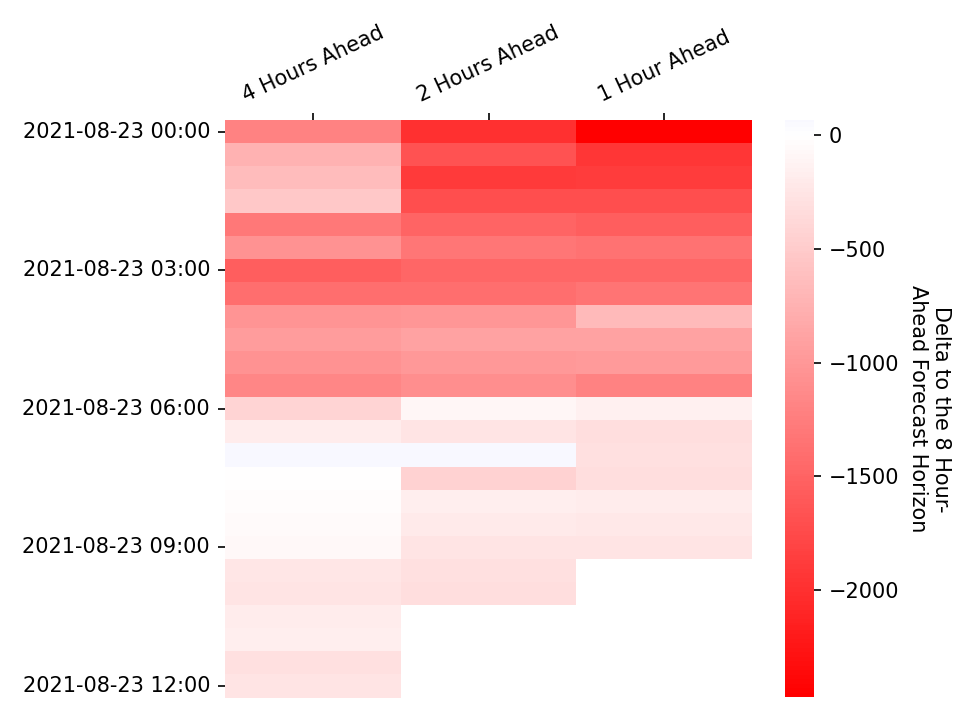 4 Hours Ahead
2 Hours Ahead
1 Hour Ahead
2021-08-23 00:00
2021-08-23 03:00
2021-08-23 06:00
2021-08-23 09:00
2021-08-23 12:00
0
−500
−1000
−1500
−2000
Delta to the 8 Hour-
Ahead Forecast Horizon